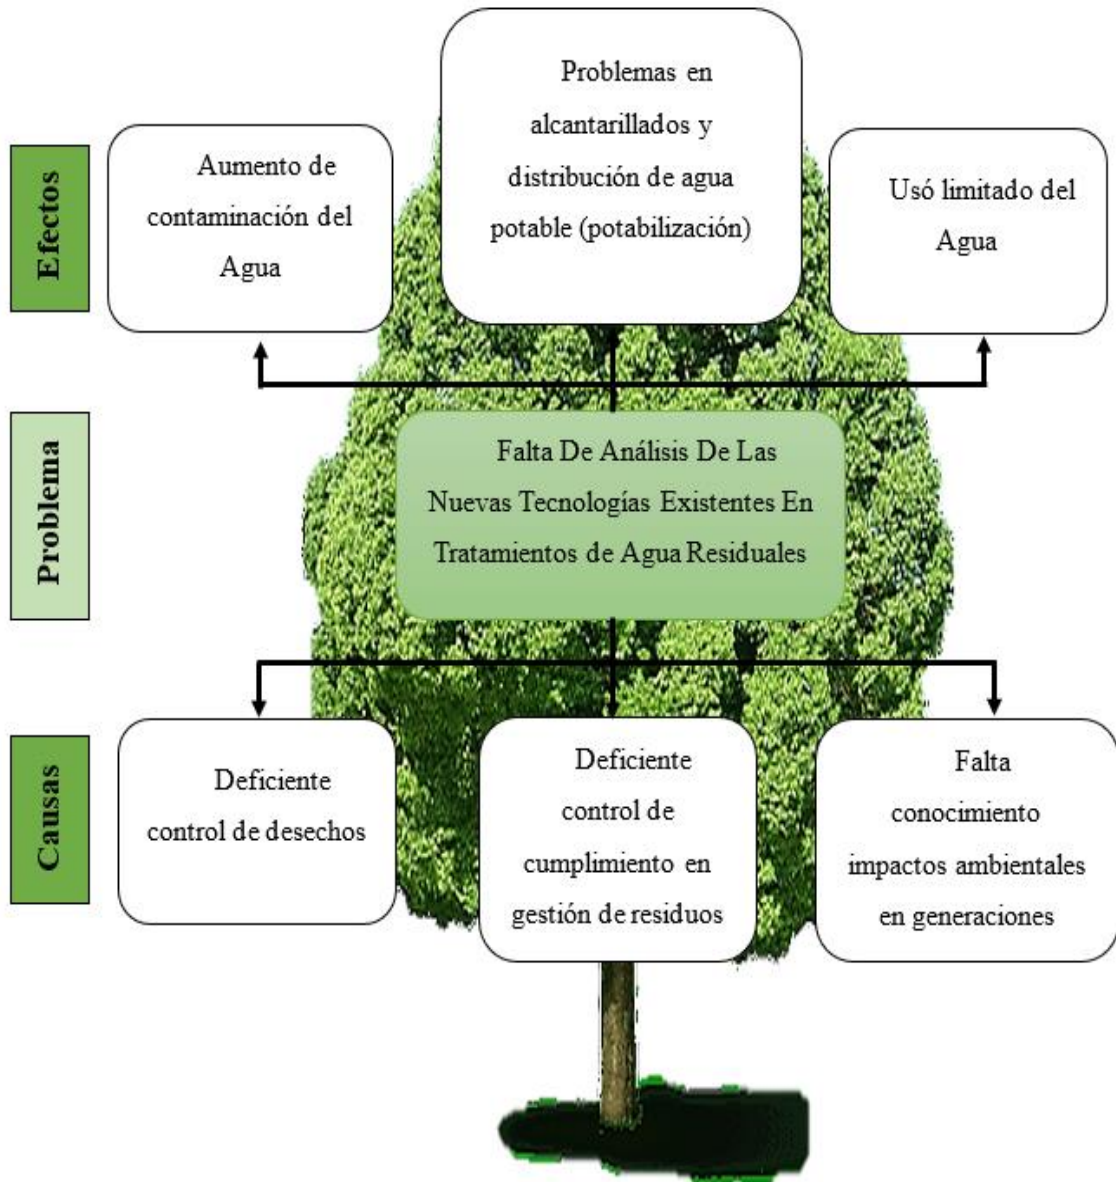 Efectos
Aumento de
contaminación del
Agua
Problemas en
alcantarillados y
distribución de agua
potable (potabilización)
Usó limitado del
Agua
Problema
Falta De Análisis De Las
Nuevas Tecnologías Existentes En
Tratamientos de Agua Residuales
Causas
Deficiente
control de desechos
Deficiente
control de
cumplimiento en
gestión de residuos
Falta
conocimiento
impactos ambientales
en generaciones